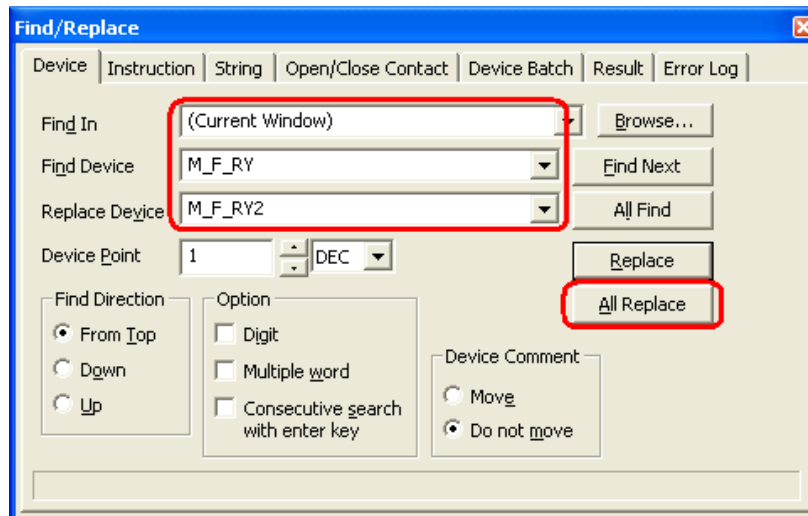 Find/Replace
Device Instruction String Open/Close Contact Device Batch Result Error Log
Find In (Current Window) Browse...
Find Device M_F_RY Find Next
Replace Device M_F_RY2 All Find
Device Point 1 DEC Replace
Find Direction Option All Replace
From Top Digit
Device Comment
Down Multiple word
Move
Up Consecutive search
with enter key Do not move